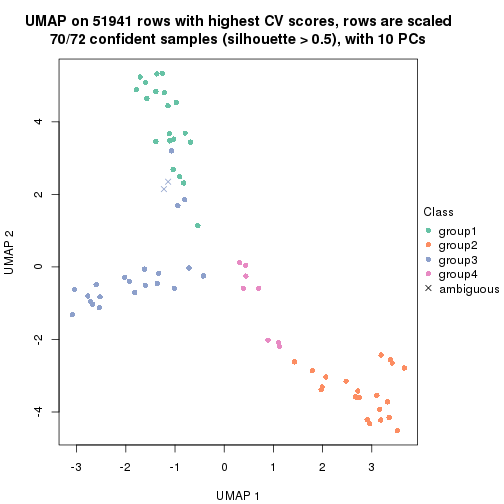 UMAP on 51941 rows with highest CV scores, rows are scaled
70/72 confident samples (silhouette > 0.5), with 10 PCs
4
2
0
-2
-4
UMAP 2
-3
-2
-1
0
1
2
3
UMAP 1
Class
group1
group2
group3
group4
ambiguous